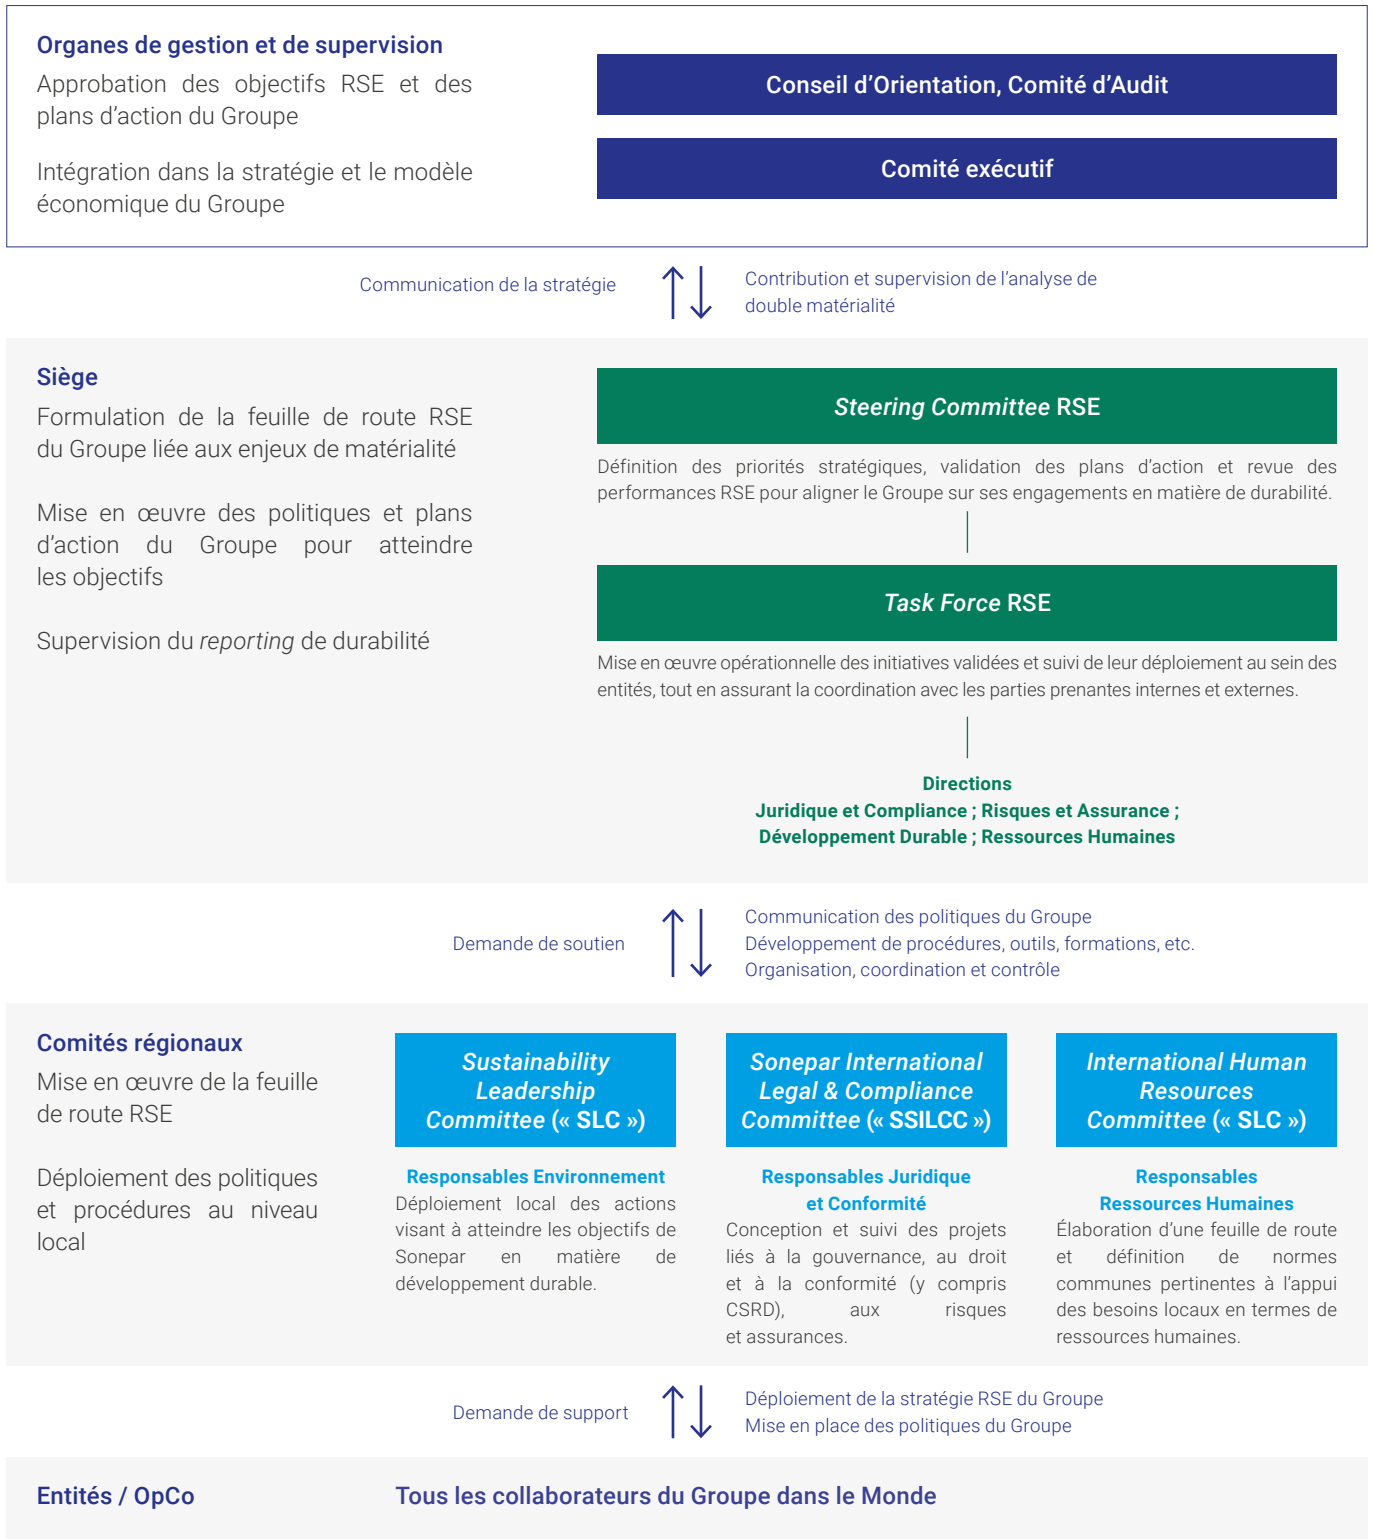 Organes de gestion et de supervision
Approbation des objectifs RSE et des
plans d'action du Groupe
Intégration dans la stratégie et le modèle
économique du Groupe
Conseil d'Orientation, Comité d'Audit
Comité exécutif
Communication de la stratégie
Contribution et supervision de l'analyse de
double matérialité
Siège
Formulation de la feuille de route RSE
du Groupe liée aux enjeux de matérialité
Mise en œuvre des politiques et plans
d'action du Groupe pour atteindre
les objectifs
Supervision du reporting de durabilité
Steering Committee RSE
Définition des priorités stratégiques, validation des plans d'action et revue des
performances RSE pour aligner le Groupe sur ses engagements en matière de durabilité.
Task Force RSE
Mise en œuvre opérationnelle des initiatives validées et suivi de leur déploiement au sein des
entités, tout en assurant la coordination avec les parties prenantes internes et externes.
Directions
Juridique et Compliance ; Risques et Assurance ;
Développement Durable ; Ressources Humaines
Demande de soutien
Communication des politiques du Groupe
Développement de procédures, outils, formations, etc.
Organisation, coordination et contrôle
Comités régionaux
Mise en œuvre de la feuille
de route RSE
Déploiement des politiques
et procédures au niveau
local
Sustainability
Leadership
Committee (« SLC »)
Responsables Environnement
Déploiement local des actions
visant à atteindre les objectifs de
Sonepar en matière de
développement durable.
Sonepar International
Legal & Compliance
Committee (« SSILCC »)
Responsables Juridique
et Conformité
Conception et suivi des projets
liés à la gouvernance, au droit
et à la conformité (y compris
CSRD), aux risques
et assurances.
International Human
Resources
Committee (« SLC »)
Responsables
Ressources Humaines
Élaboration d'une feuille de route
et définition de normes
communes pertinentes à l'appui
des besoins locaux en termes de
ressources humaines.
Demande de support
Déploiement de la stratégie RSE du Groupe
Mise en place des politiques du Groupe
Entités / OpCo
Tous les collaborateurs du Groupe dans le Monde